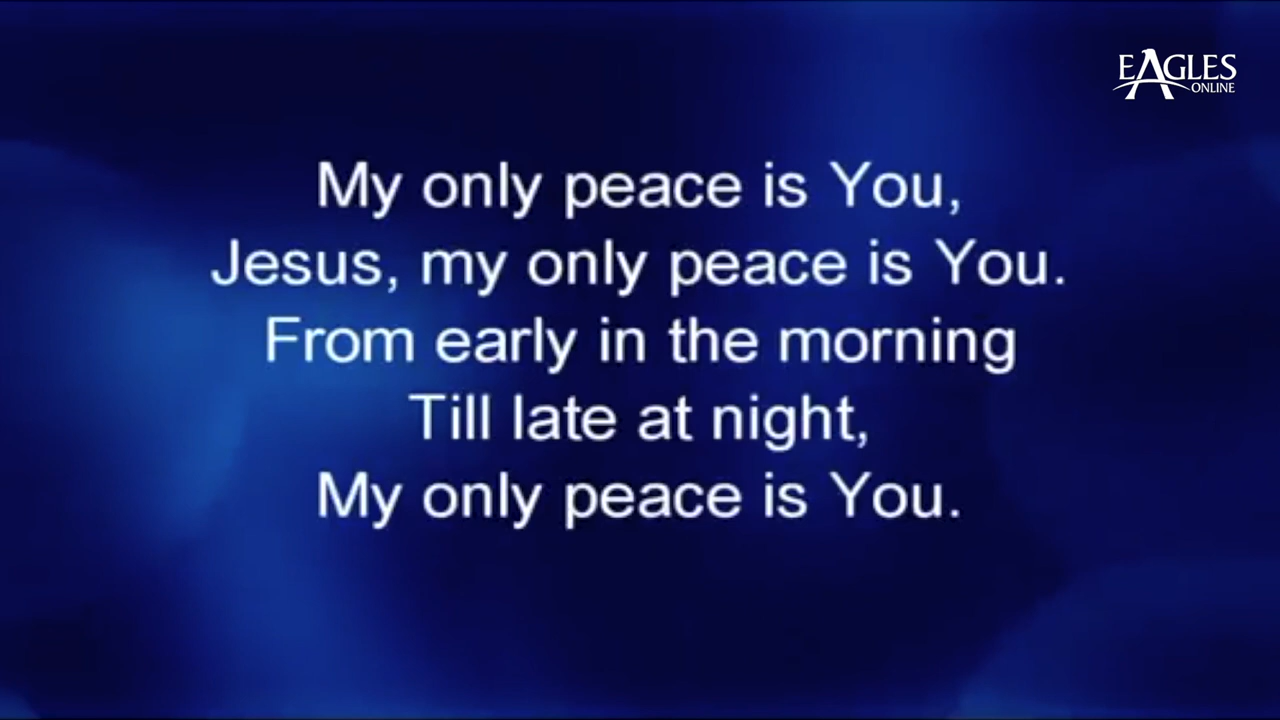 EAGLES
ONLINE
My only peace is You,
Jesus, my only peace is You.
From early in the morning
Till late at night,
My only peace is You.